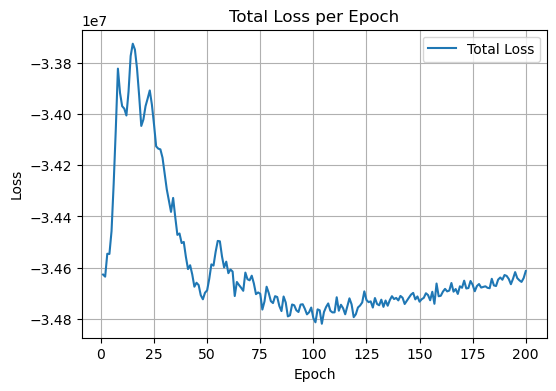 Total Loss per Epoch
1e7
Total Loss
−3.38
−3.40
−3.42
−3.44
−3.46
−3.48
Loss
0 25 50 75 100 125 150 175 200
Epoch